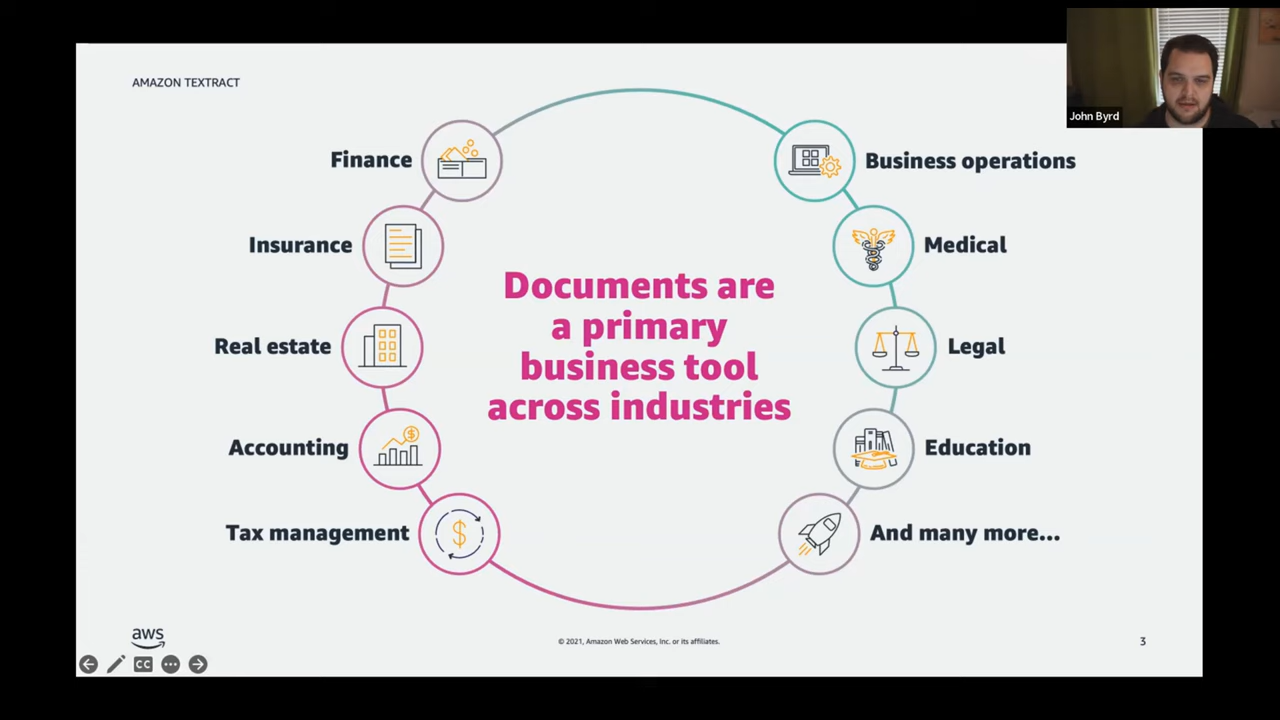 AMAZON TEXTRACT
John Byrd
Finance
Insurance
Real estate
Accounting
Tax management
Documents are
a primary
business tool
across industries
Business operations
Medical
Legal
Education
And many more...
$
$
aws
© 2021, Amazon Web Services, Inc. or its affiliates.
3
CC